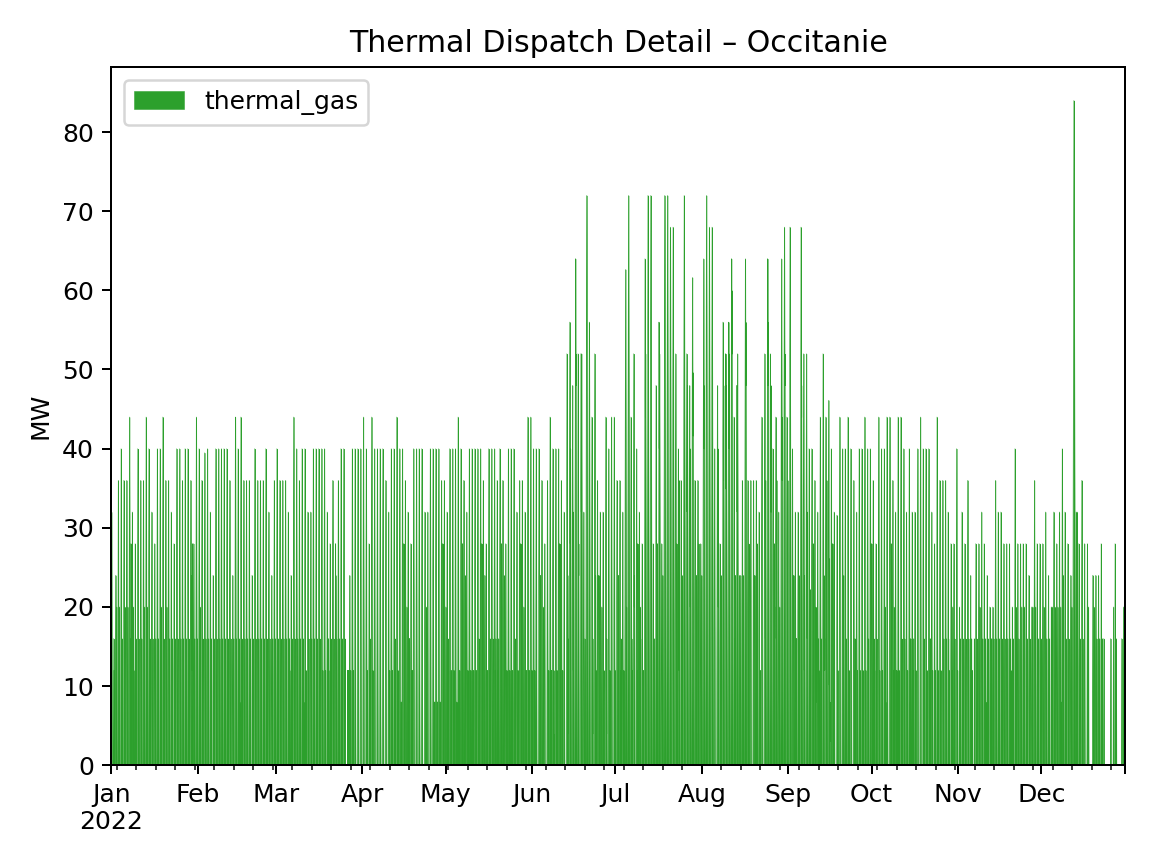 Thermal Dispatch Detail – Occitanie
thermal_gas
80
70
60
50
40
30
20
10
0
MW
Jan Feb Mar Apr May Jun Jul Aug Sep Oct Nov Dec
2022